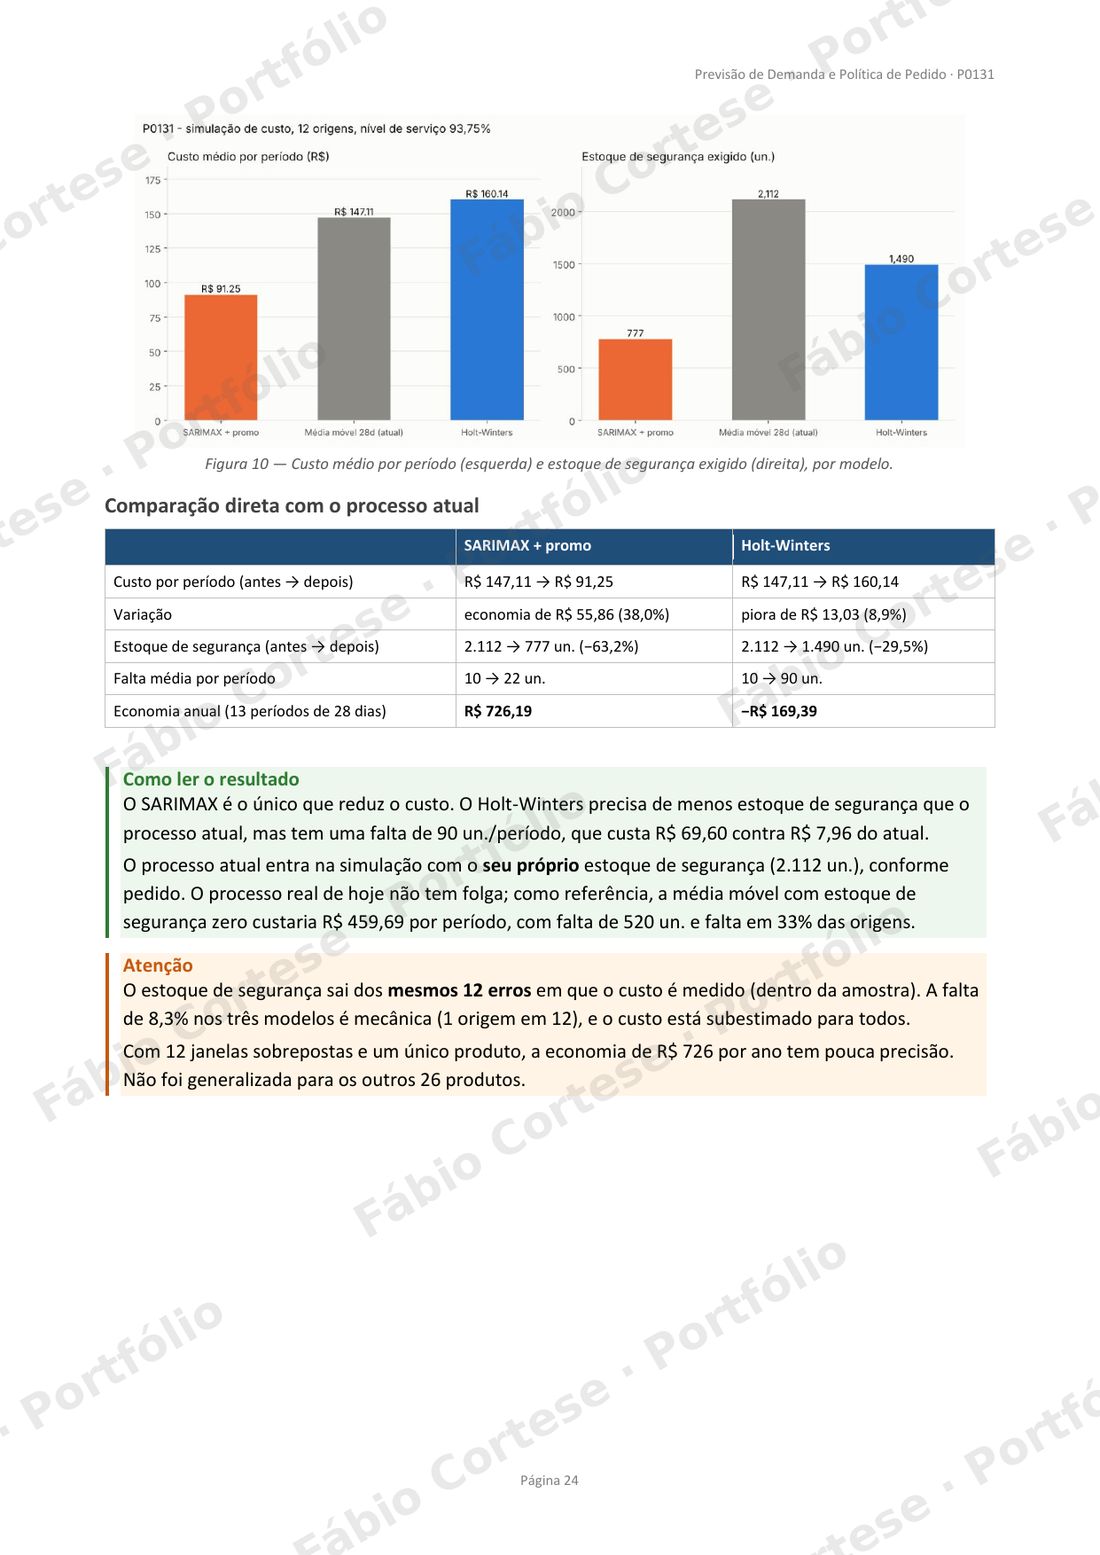 Previsão de Demanda e Política de Pedido · P0131
P0131 - simulação de custo, 12 origens, nível de serviço 93,75%
Custo médio por período (R$)
175
150
125
100
75
50
25
0
R$ 91.25
R$ 147.11
R$ 160.14
SARIMAX + promo
Média móvel 28d (atual)
Holt-Winters
Estoque de segurança exigido (un.)
2000
1500
1000
500
0
777
2,112
1,490
SARIMAX + promo
Média móvel 28d (atual)
Holt-Winters
Figura 10 — Custo médio por período (esquerda) e estoque de segurança exigido (direita), por modelo.
Comparação direta com o processo atual
SARIMAX + promo Holt-Winters
Custo por período (antes → depois) R$ 147,11 → R$ 91,25 R$ 147,11 → R$ 160,14
Variação economia de R$ 55,86 (38,0%) piora de R$ 13,03 (8,9%)
Estoque de segurança (antes → depois) 2.112 → 777 un. (−63,2%) 2.112 → 1.490 un. (−29,5%)
Falta média por período 10 → 22 un. 10 → 90 un.
Economia anual (13 períodos de 28 dias) R$ 726,19 −R$ 169,39
Como ler o resultado
O SARIMAX é o único que reduz o custo. O Holt-Winters precisa de menos estoque de segurança que o
processo atual, mas tem uma falta de 90 un./período, que custa R$ 69,60 contra R$ 7,96 do atual.
O processo atual entra na simulação com o seu próprio estoque de segurança (2.112 un.), conforme
pedido. O processo real de hoje não tem folga; como referência, a média móvel com estoque de
segurança zero custaria R$ 459,69 por período, com falta de 520 un. e falta em 33% das origens.
Atenção
O estoque de segurança sai dos mesmos 12 erros em que o custo é medido (dentro da amostra). A falta
de 8,3% nos três modelos é mecânica (1 origem em 12), e o custo está subestimado para todos.
Com 12 janelas sobrepostas e um único produto, a economia de R$ 726 por ano tem pouca precisão.
Não foi generalizada para os outros 26 produtos.
Página 24
Fábio Cortese · Portfólio